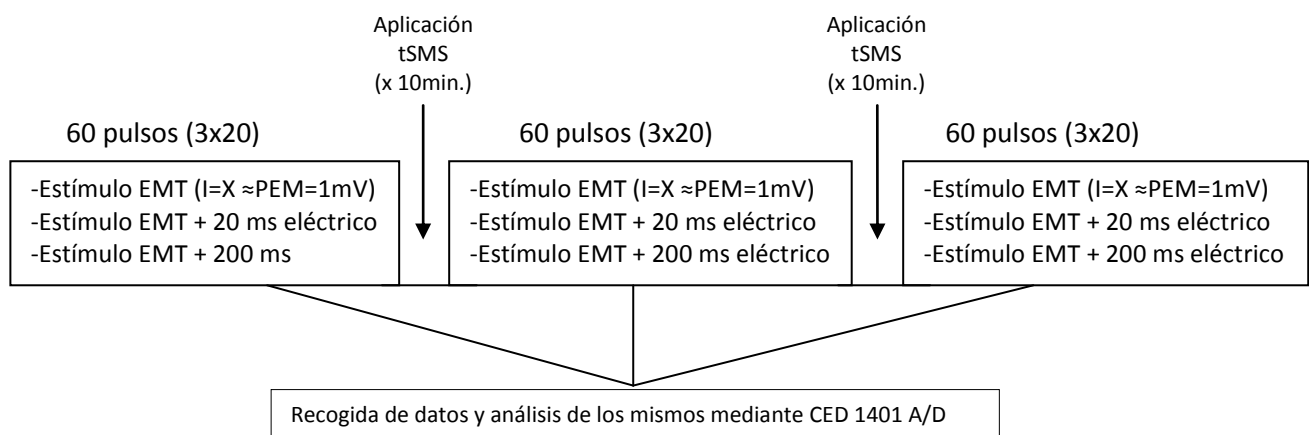 Aplicación
tSMS
(x 10min.)
Aplicación
tSMS
(x 10min.)
60 pulsos (3x20)
-Estímulo EMT (I=X ≈PEM=1mV)
-Estímulo EMT + 20 ms eléctrico
-Estímulo EMT + 200 ms
60 pulsos (3x20)
-Estímulo EMT (I=X ≈PEM=1mV)
-Estímulo EMT + 20 ms eléctrico
-Estímulo EMT + 200 ms eléctrico
60 pulsos (3x20)
-Estímulo EMT (I=X ≈PEM=1mV)
-Estímulo EMT + 20 ms eléctrico
-Estímulo EMT + 200 ms eléctrico
Recogida de datos y análisis de los mismos mediante CED 1401 A/D